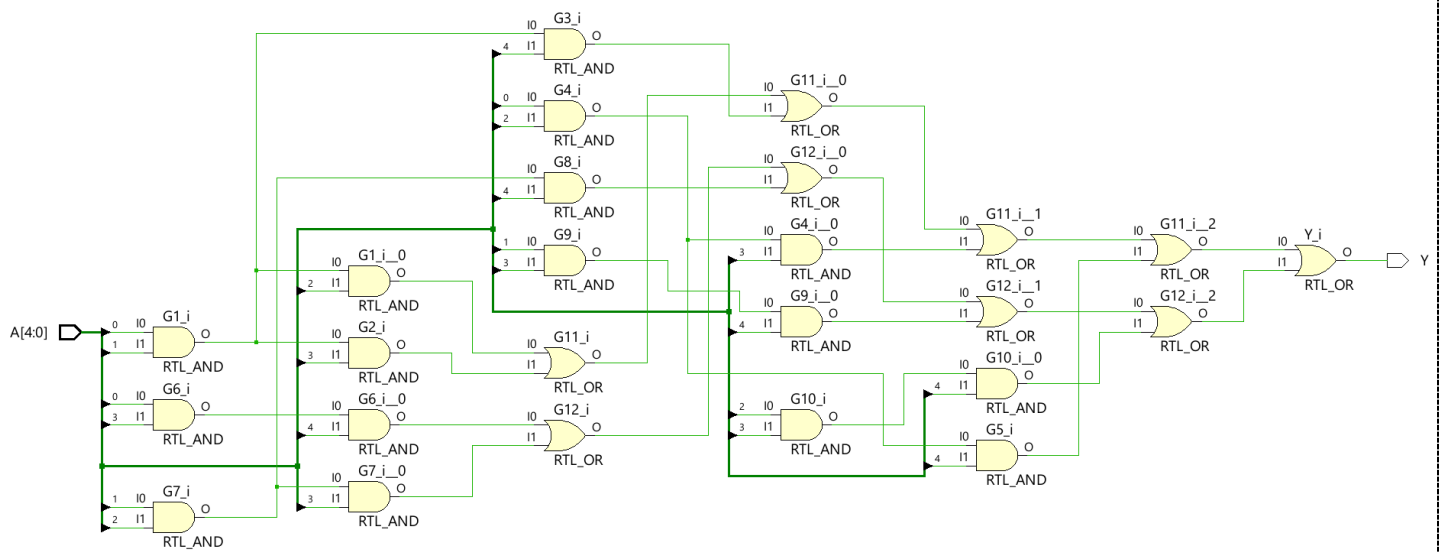 G3_i
I0
O
4
I1
RTL_AND
G4_i
0
I0
O
2
I1
RTL_AND
G8_i
I0
O
4
I1
RTL_AND
G9_i
1
I0
O
3
I1
RTL_AND
G11_i__0
I0
O
I1
RTL_OR
G12_i__0
I0
O
I1
RTL_OR
G4_i__0
I0
O
3
I1
RTL_AND
G9_i__0
I0
O
4
I1
RTL_AND
G11_i__1
I0
O
I1
RTL_OR
G12_i__1
I0
O
I1
RTL_OR
G11_i__2
I0
O
I1
RTL_OR
G12_i__2
I0
O
I1
RTL_OR
Y_i
I0
O
I1
RTL_OR
Y
A[4:0]
G1_i
0
I0
O
1
I1
RTL_AND
G6_i
0
I0
O
3
I1
RTL_AND
G7_i
1
I0
O
2
I1
RTL_AND
G1_i__0
I0
O
2
I1
RTL_AND
G2_i
I0
O
3
I1
RTL_AND
G6_i__0
I0
O
4
I1
RTL_AND
G7_i__0
I0
O
3
I1
RTL_AND
G11_i
I0
O
I1
RTL_OR
G12_i
I0
O
I1
RTL_OR
G10_i
2
I0
O
3
I1
RTL_AND
G10_i__0
I0
O
4
I1
RTL_AND
G5_i
I0
O
4
I1
RTL_AND